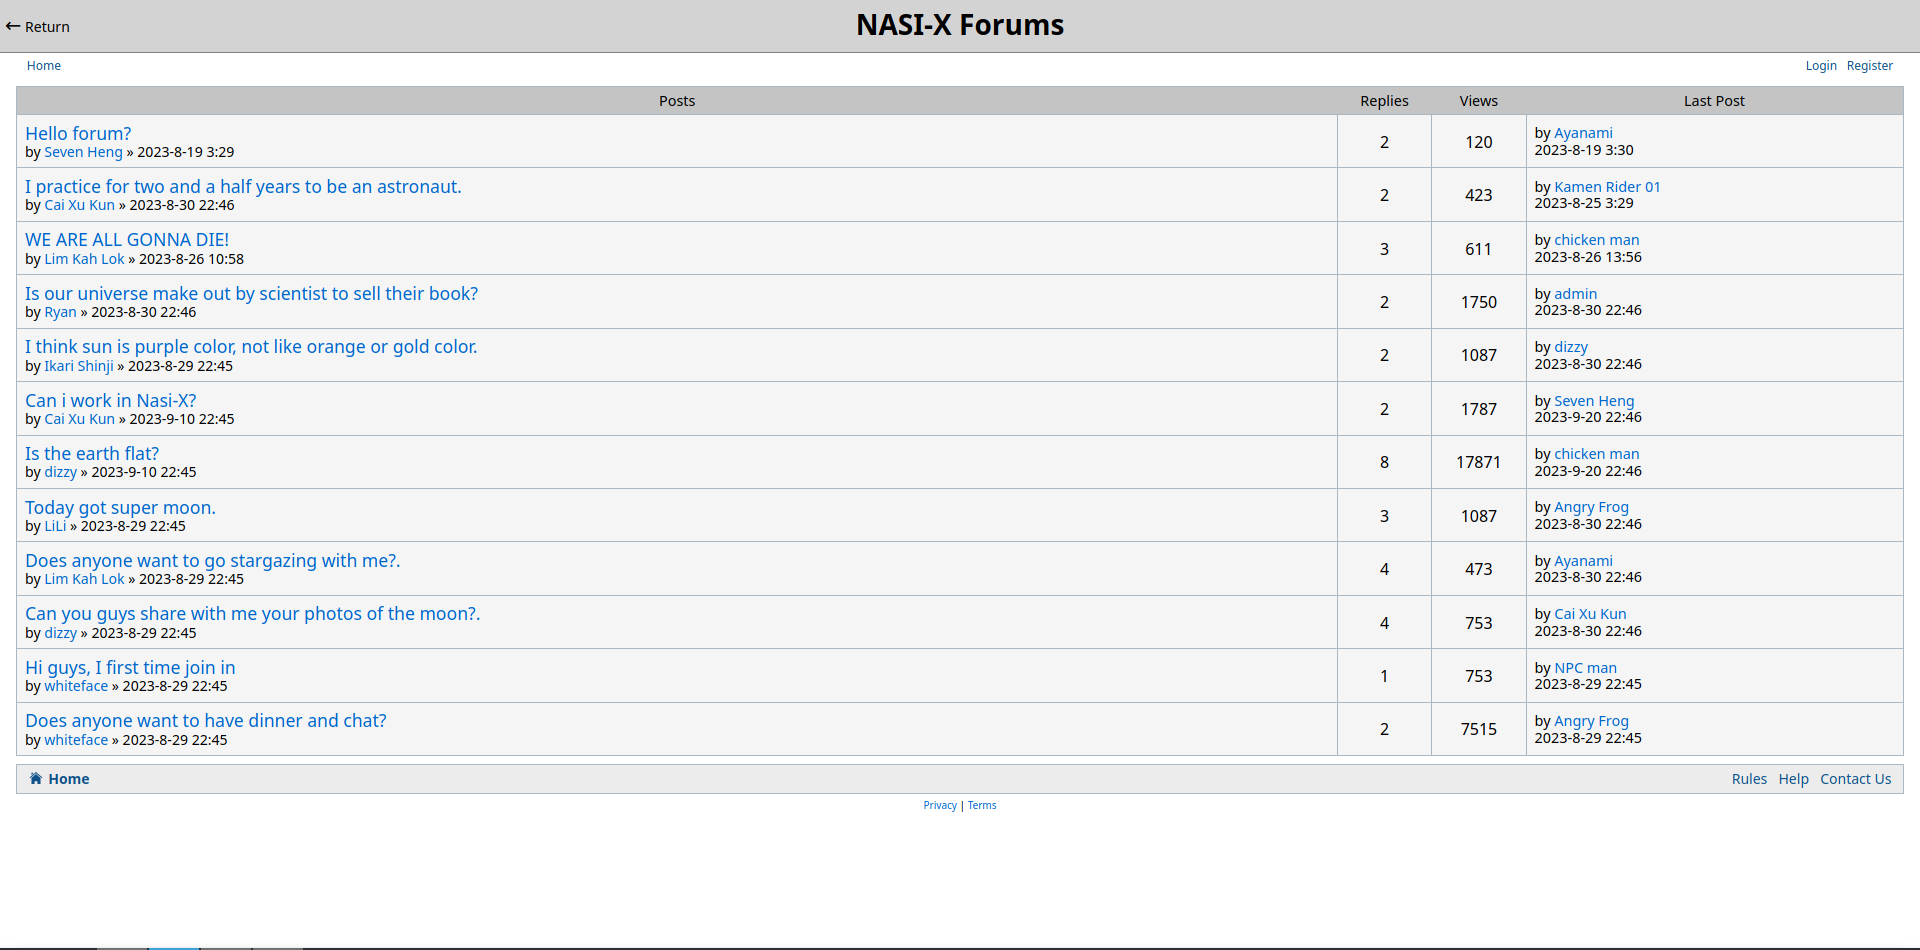 ← Return
NASI-X Forums
Home
Login Register
Posts Replies Views Last Post
Hello forum?
by Seven Heng » 2023-8-19 3:29
2
120
by Ayanami
2023-8-19 3:30
I practice for two and a half years to be an astronaut.
by Cai Xu Kun » 2023-8-30 22:46
2
423
by Kamen Rider 01
2023-8-25 3:29
WE ARE ALL GONNA DIE!
by Lim Kah Lok » 2023-8-26 10:58
3
611
by chicken man
2023-8-26 13:56
Is our universe make out by scientist to sell their book?
by Ryan » 2023-8-30 22:46
2
1750
by admin
2023-8-30 22:46
I think sun is purple color, not like orange or gold color.
by Ikari Shinji » 2023-8-29 22:45
2
1087
by dizzy
2023-8-30 22:46
Can i work in Nasi-X?
by Cai Xu Kun » 2023-9-10 22:45
2
1787
by Seven Heng
2023-9-20 22:46
Is the earth flat?
by dizzy » 2023-9-10 22:45
8
17871
by chicken man
2023-9-20 22:46
Today got super moon.
by LiLi » 2023-8-29 22:45
3
1087
by Angry Frog
2023-8-30 22:46
Does anyone want to go stargazing with me?.
by Lim Kah Lok » 2023-8-29 22:45
4
473
by Ayanami
2023-8-30 22:46
Can you guys share with me your photos of the moon?.
by dizzy » 2023-8-29 22:45
4
753
by Cai Xu Kun
2023-8-30 22:46
Hi guys, I first time join in
by whiteface » 2023-8-29 22:45
1
753
by NPC man
2023-8-29 22:45
Does anyone want to have dinner and chat?
by whiteface » 2023-8-29 22:45
2
7515
by Angry Frog
2023-8-29 22:45
Home
Rules Help Contact Us
Privacy | Terms